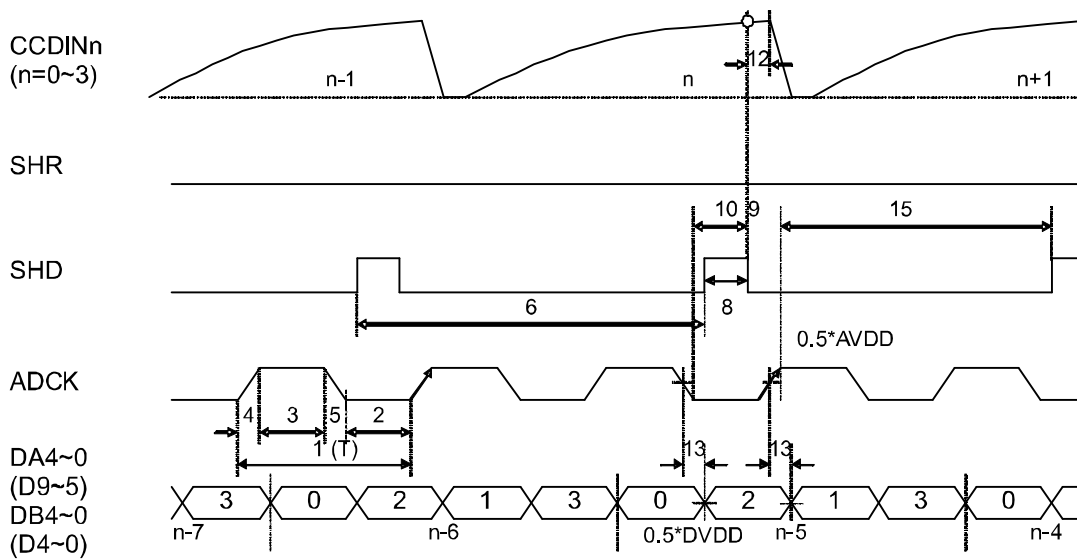 CCDINn
(n=0~3)
n-1
n
12
n+1
SHR
10 9
15
SHD
6
8
0.5*AVDD
ADCK
4 3 5 2
1 (T)
13
13
DA4~0
(D9~5)
DB4~0
(D4~0)
3 0 2 1 3 0 2 1 3 0
n-7
n-6
0.5*DVDD
n-5
n-4